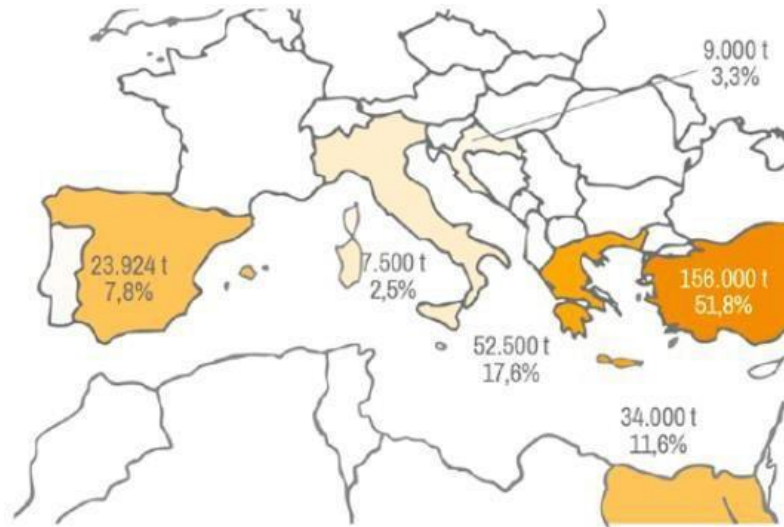 9.000 t
3,3%
23.924 t
7,8%
7.500 t
2,5%
156.000 t
51,8%
52.500 t
17,6%
34.000 t
11,6%